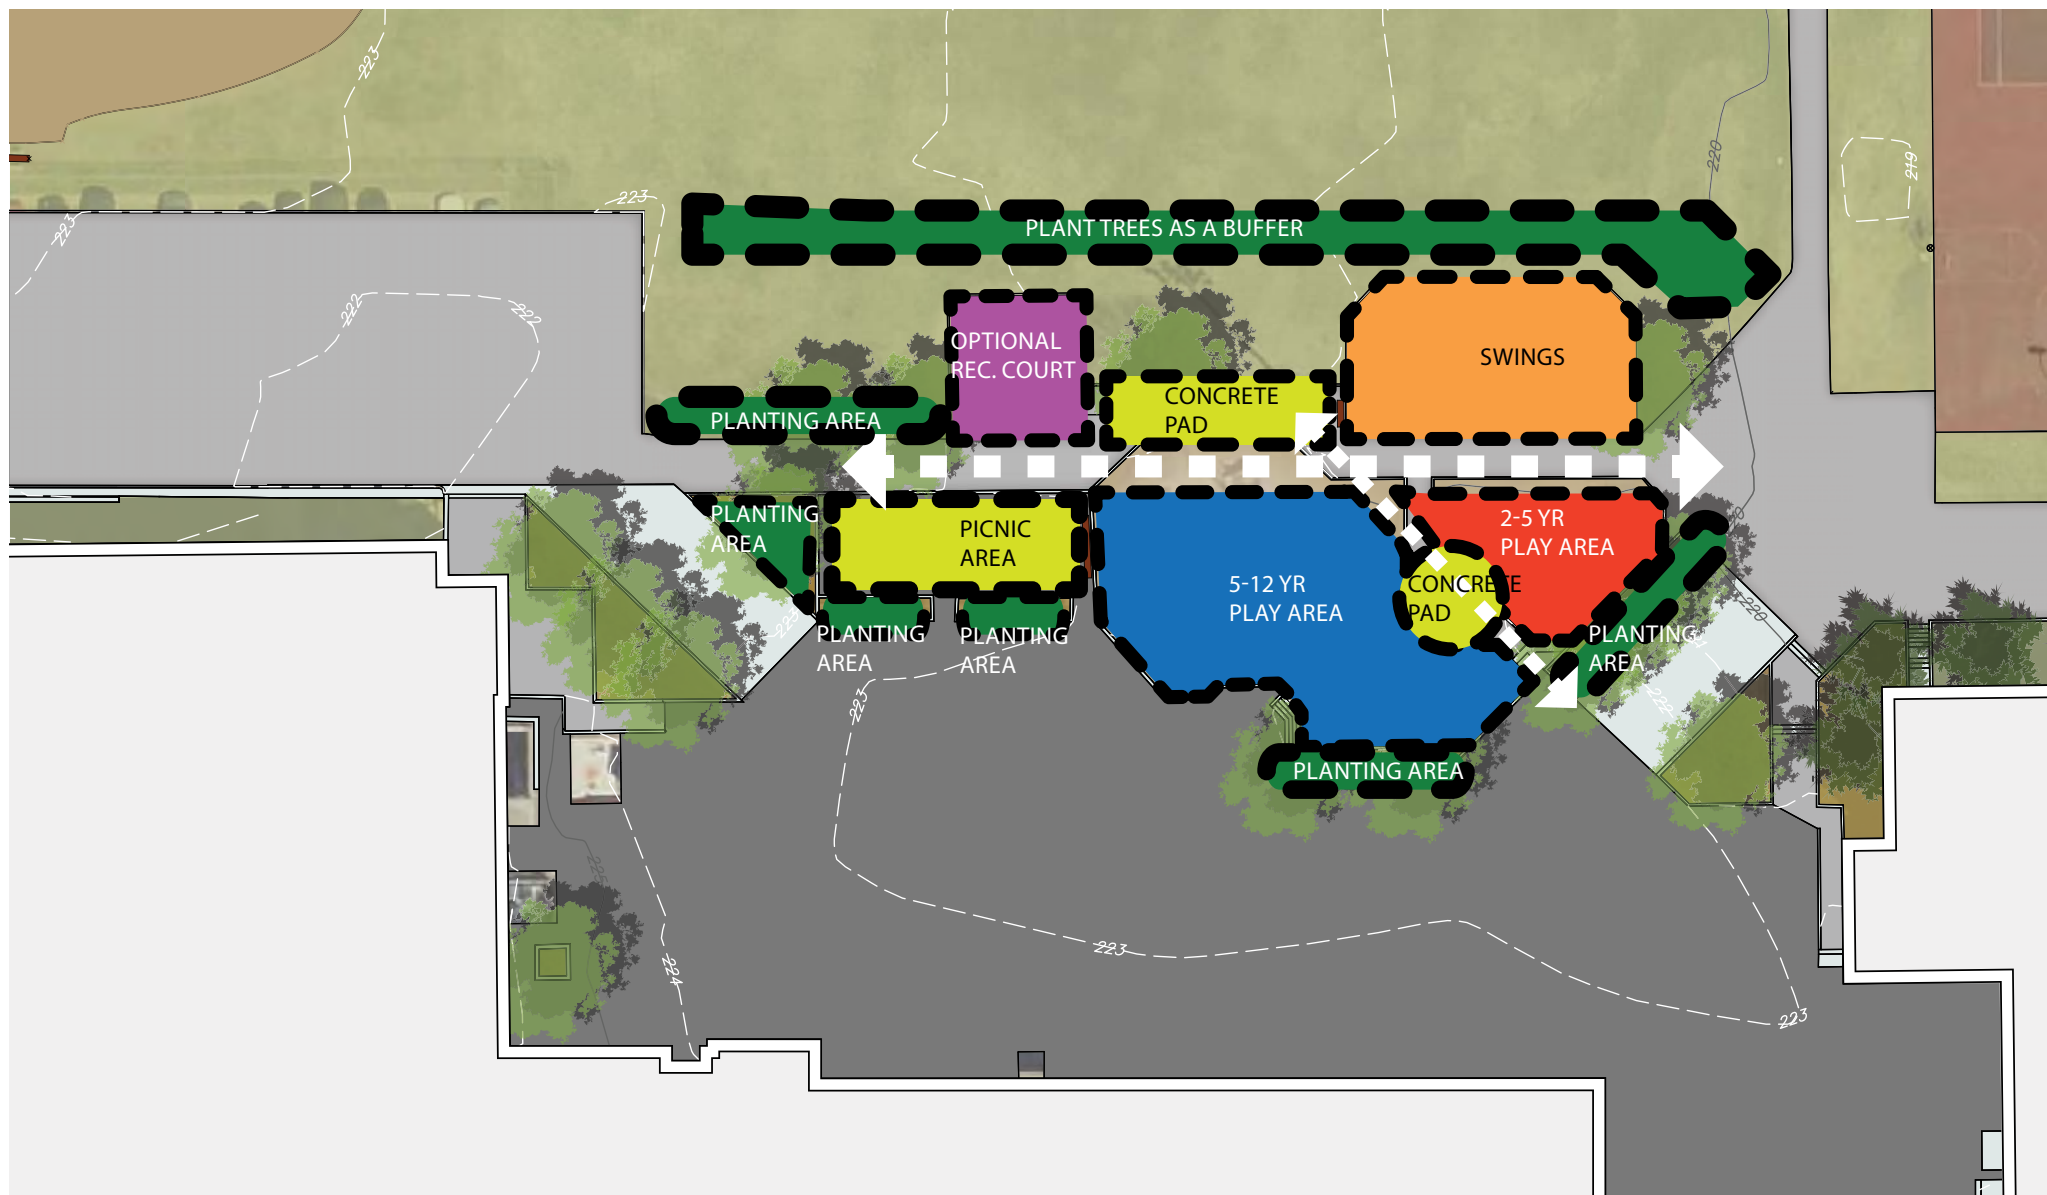 223
220
219
223
223
PLANT TREES AS A BUFFER
222
222
OPTIONAL
REC. COURT
SWINGS
CONCRETE
PAD
PLANTING AREA
PLANTING
AREA
PICNIC
AREA
2-5 YR
PLAY AREA
5-12 YR
PLAY AREA
CONCRETE
PAD
220
225
PLANTING
AREA
PLANTING
AREA
PLANTING
AREA
222
223
PLANTING AREA
225
223
224
223